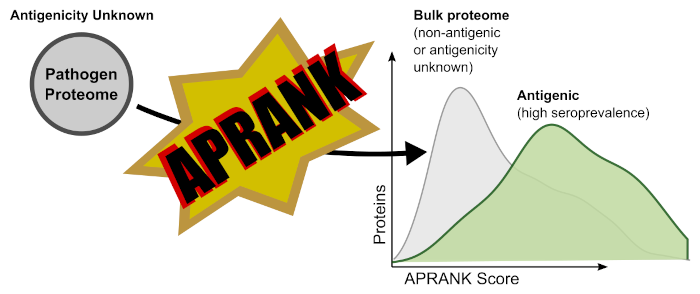 Antigenicity Unknown
Pathogen
Proteome
APRANK
Bulk proteome
(non-antigenic
or antigenicity
unknown)
Antigenic
(high seroprevalence)
Proteins
APRANK Score